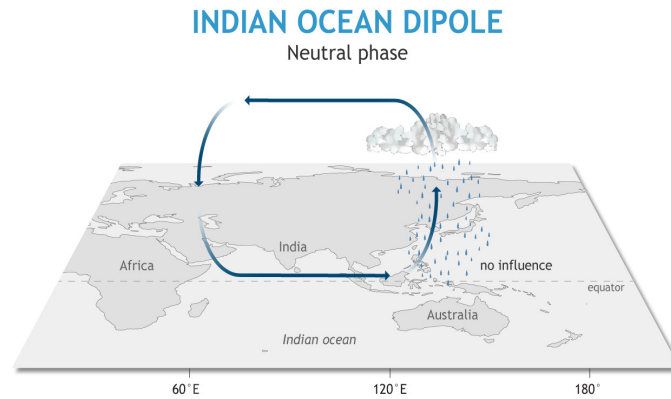 INDIAN OCEAN DIPOLE
Neutral phase
India
Africa
no influence
equator
Australia
Indian ocean
60°E
120°E
180°